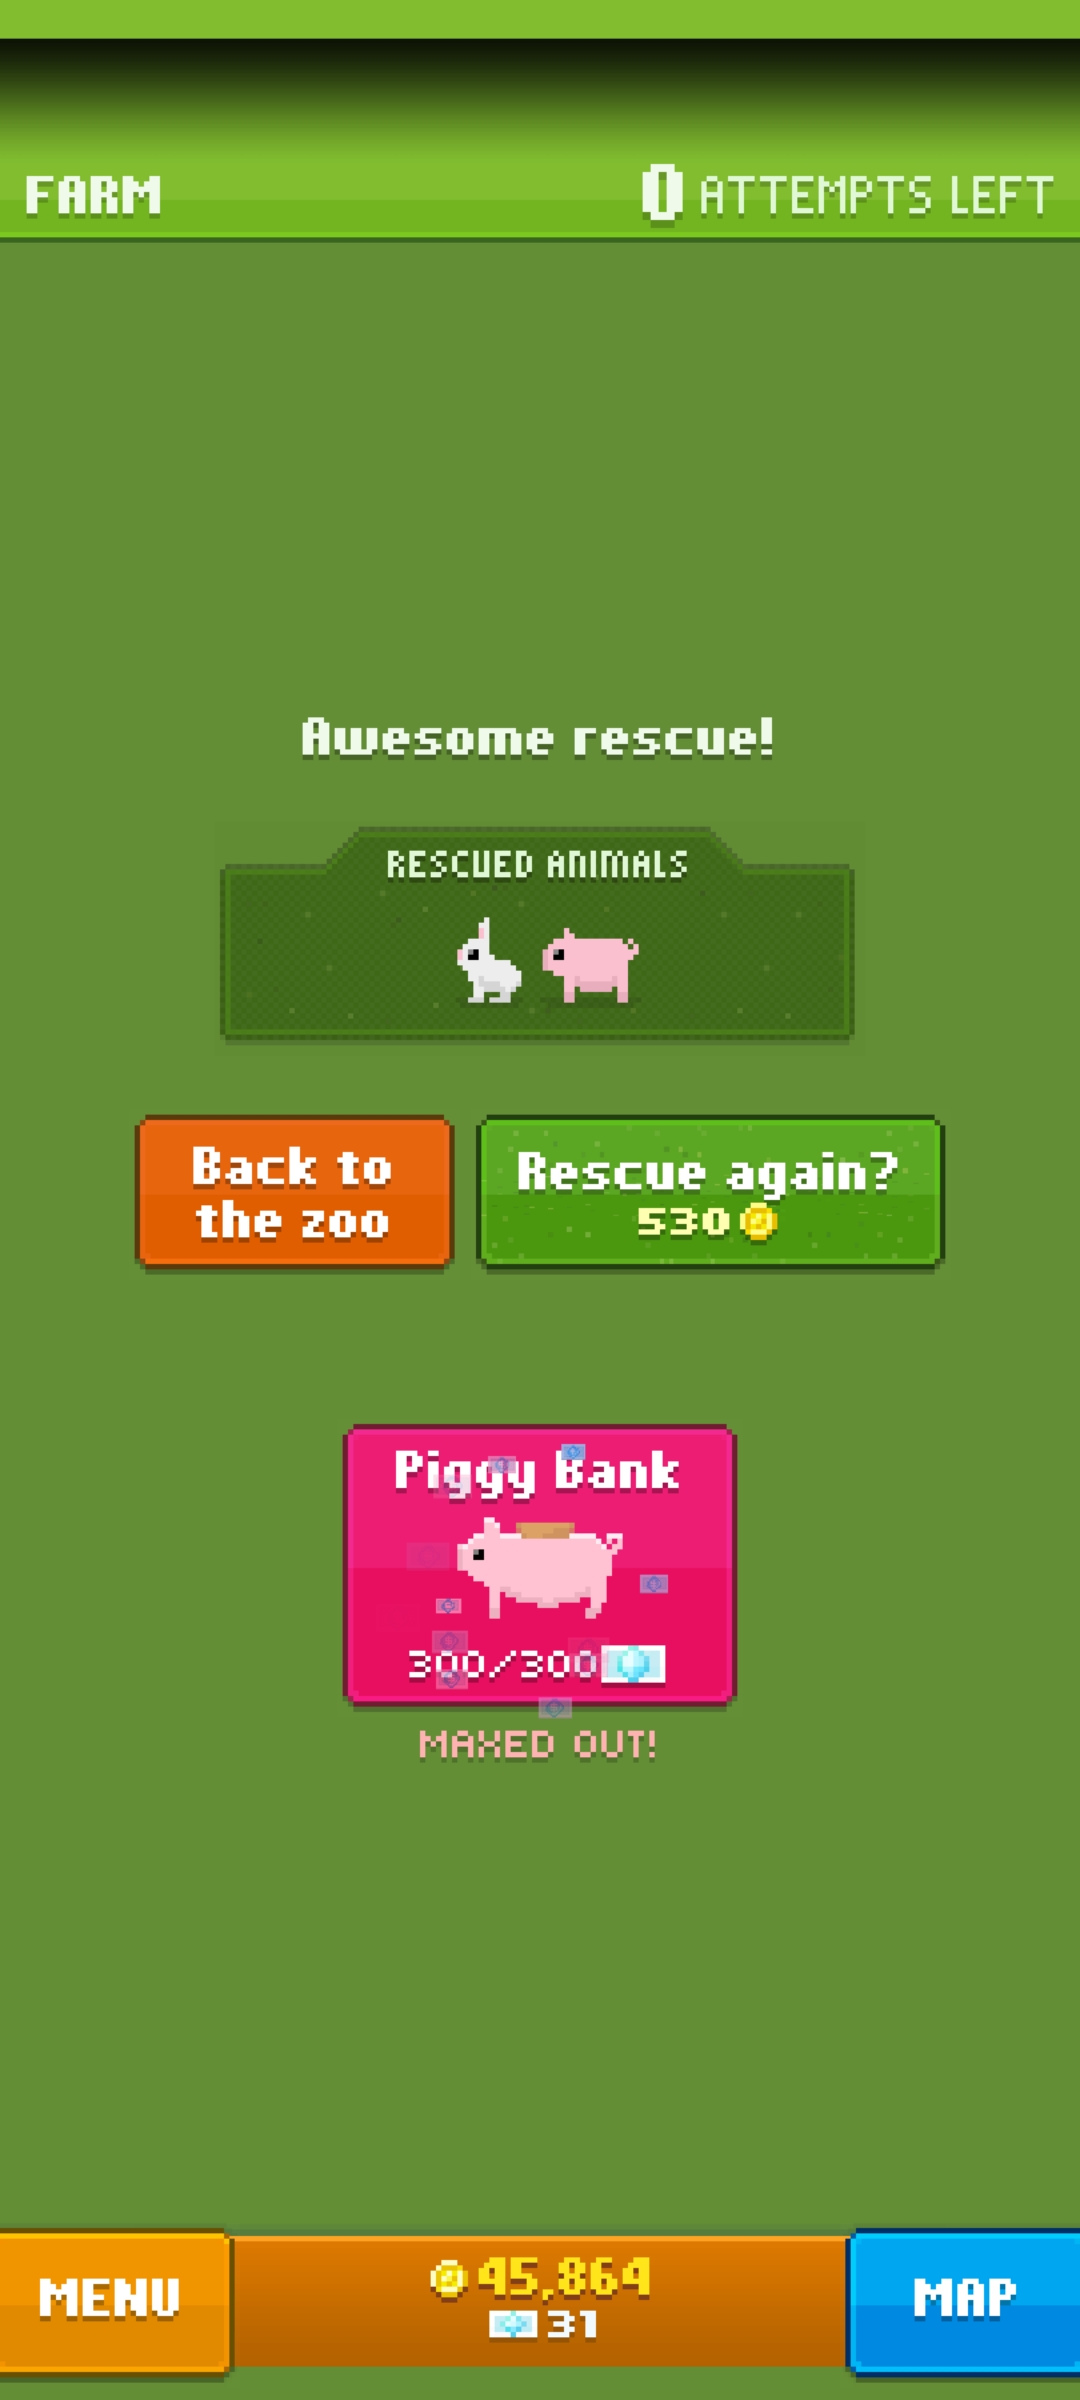 FARM
0 ATTEMPTS LEFT
Awesome rescue!
RESCUED ANIMALS
Back to
the zoo
Rescue again?
530
Piggy Bank
300/300
MAXED OUT!
MENU
45,864
31
MAP